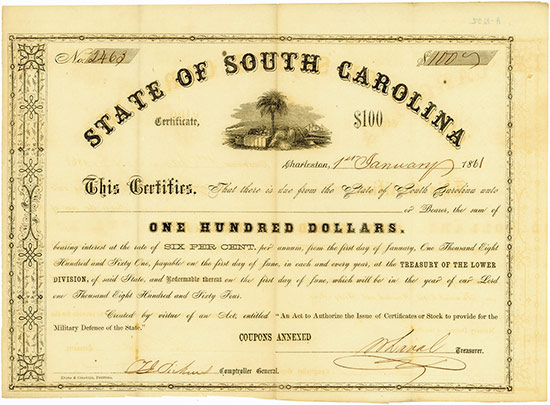 No. 2463 $100
STATE OF SOUTH CAROLINA
Certificate, $100
Charleston, 1st January 1861
This Certifies. That there is due from the State of South Carolina unto
or Bearer, the sum of
ONE HUNDRED DOLLARS.
bearing interest at the rate of SIX PER CENT. per annum, from the first day of January, One Thousand Eight
Hundred and Sixty One, payable on the first day of June, in each and every year, at the TREASURY OF THE LOWER
DIVISION, of said State, and Redeemable thereat on the first day of June, which will be in the year of our Lord
one Thousand Eight Hundred and Sixty Four.
Created by virtue of an Act, entitled "An Act to Authorize the Issue of Certificates or Stock to provide for the
Military Defence of the State."
COUPONS ANNEXED
Treasurer.
Comptroller General.
EVANS & COGSWELL, PRINTERS.